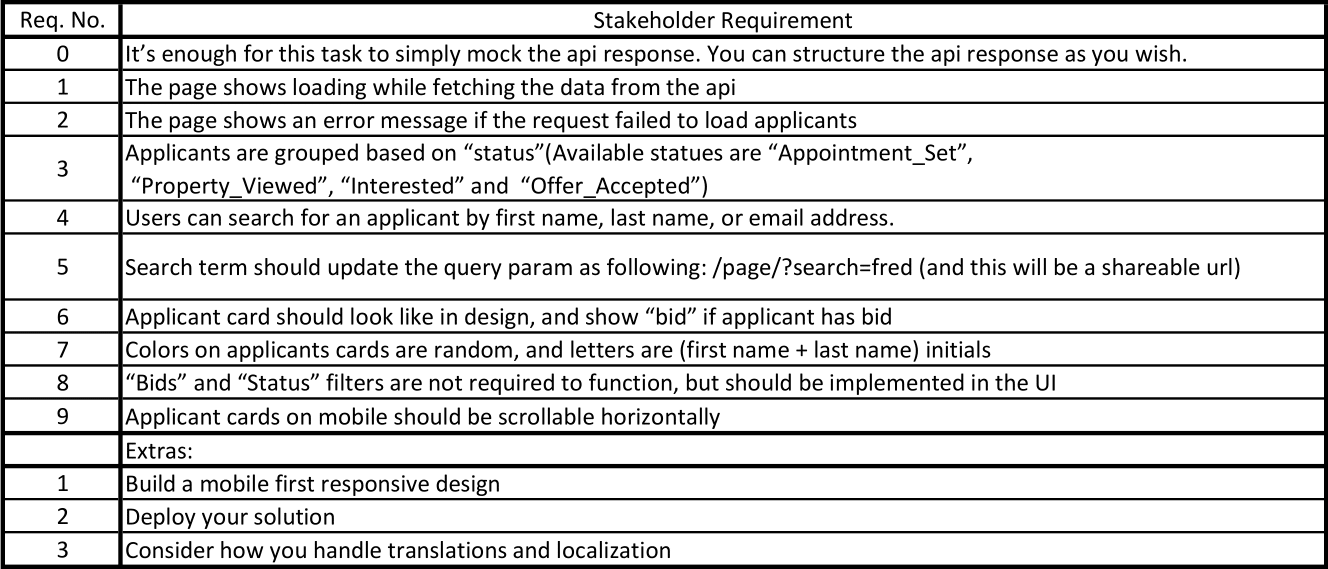 Req. No. Stakeholder Requirement
0 It’s enough for this task to simply mock the api response. You can structure the api response as you wish.
1 The page shows loading while fetching the data from the api
2 The page shows an error message if the request failed to load applicants
3 Applicants are grouped based on “status”(Available statues are “Appointment_Set”,
“Property_Viewed”, “Interested” and “Offer_Accepted”)
4 Users can search for an applicant by first name, last name, or email address.
5 Search term should update the query param as following: /page/?search=fred (and this will be a shareable url)
6 Applicant card should look like in design, and show “bid” if applicant has bid
7 Colors on applicants cards are random, and letters are (first name + last name) initials
8 “Bids” and “Status” filters are not required to function, but should be implemented in the UI
9 Applicant cards on mobile should be scrollable horizontally
Extras:
1 Build a mobile first responsive design
2 Deploy your solution
3 Consider how you handle translations and localization